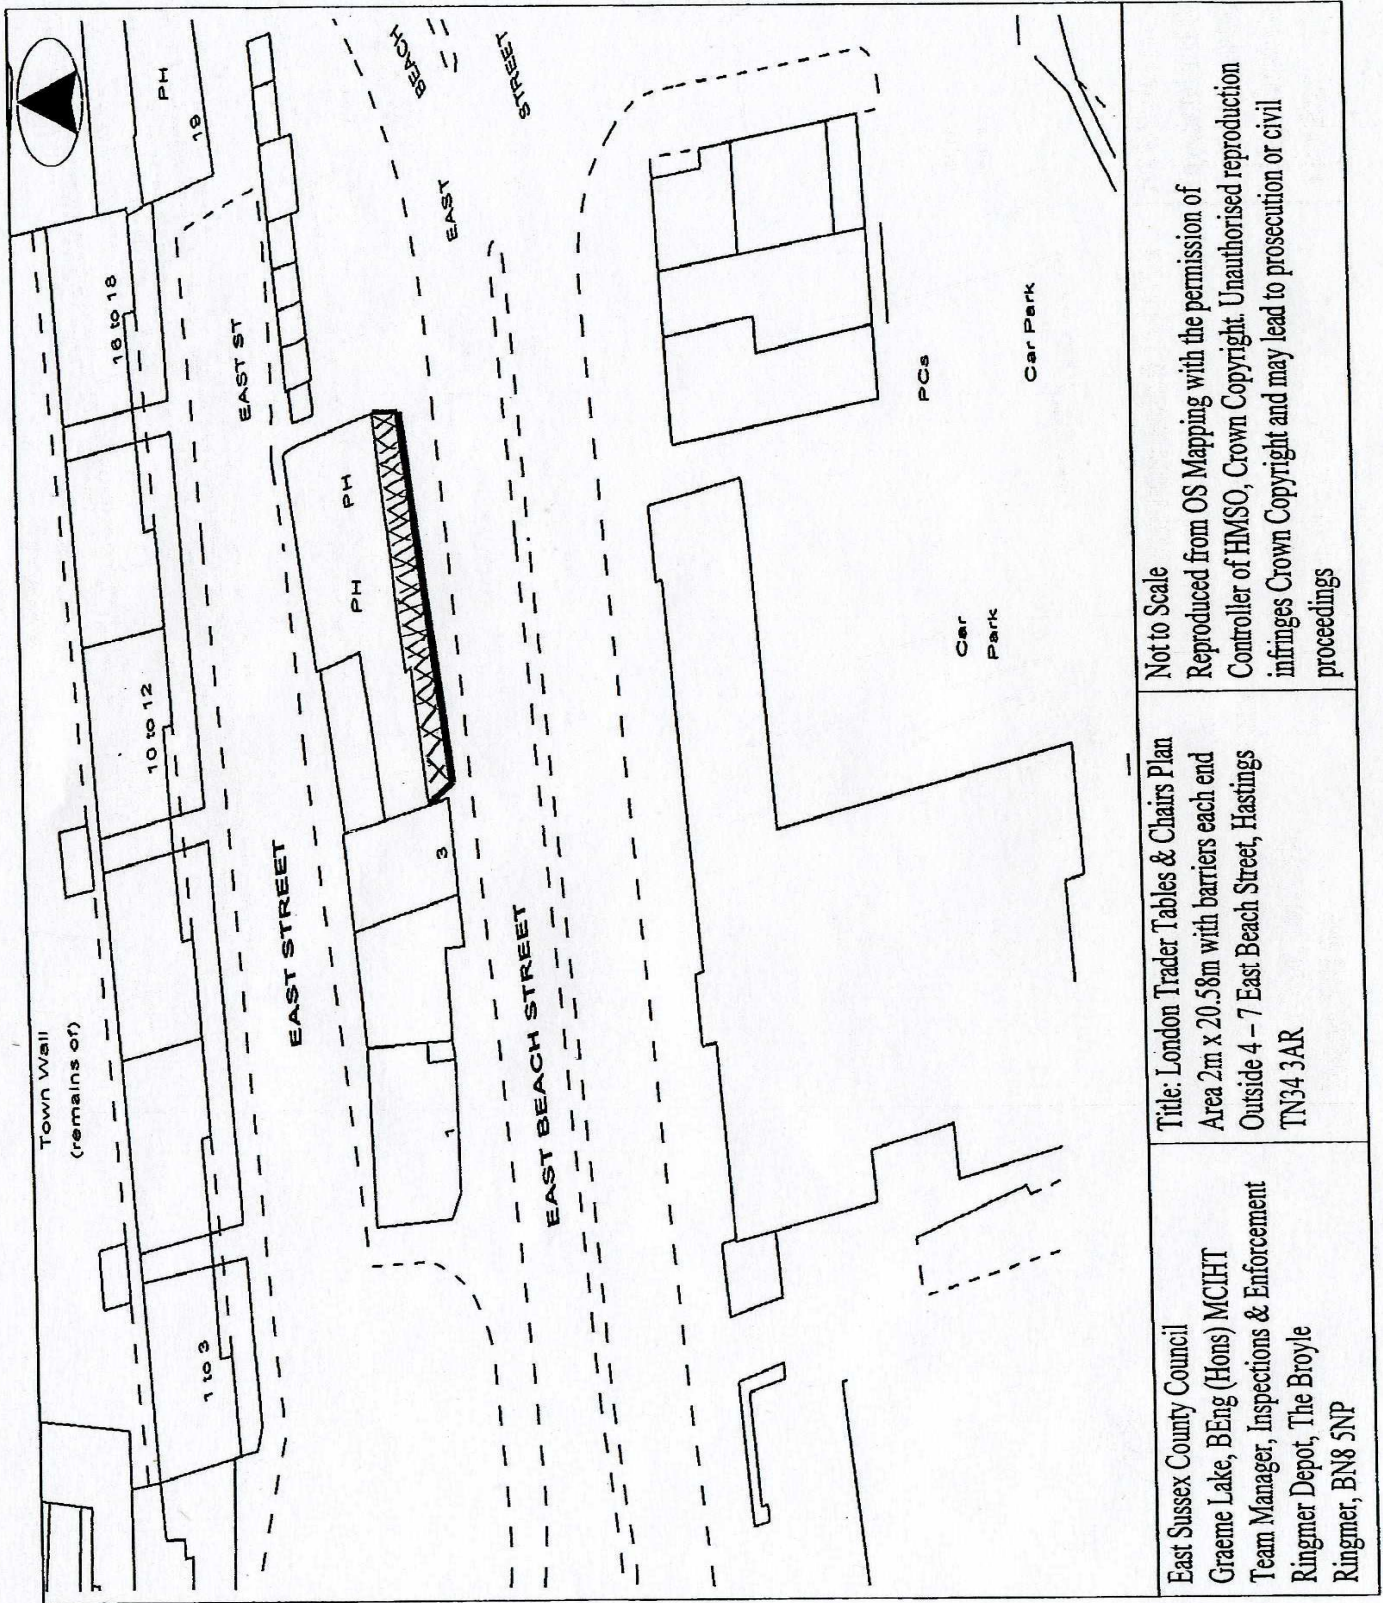 Town Wall
(remains of)
PH
19
16 to 18
10 to 12
1 to 3
EAST ST
EAST STREET
PH
PH
3
1
BEACH
STREET
EAST
EAST BEACH STREET
PCs
Car Park
Car
Park
East Sussex County Council
Graeme Lake, BEng (Hons) MCIHT
Team Manager, Inspections & Enforcement
Ringmer Depot, The Broyle
Ringmer, BN8 5NP
Title: London Trader Tables & Chairs Plan
Area 2m x 20.58m with barriers each end
Outside 4 – 7 East Beach Street, Hastings
TN34 3AR
Not to Scale
Reproduced from OS Mapping with the permission of
Controller of HMSO, Crown Copyright. Unauthorised reproduction
infringes Crown Copyright and may lead to prosecution or civil
proceedings